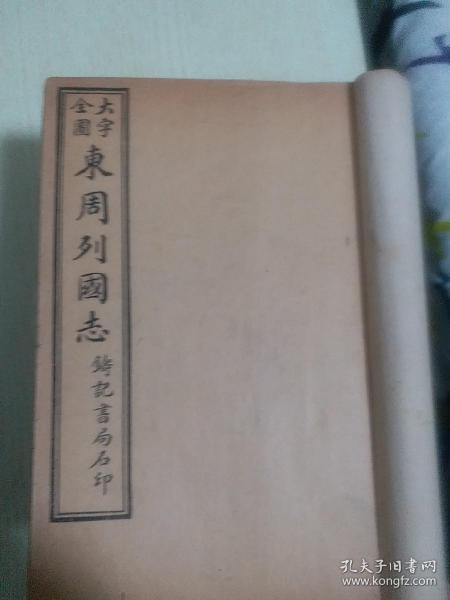 大字
全圖
東周列國志
鑄記書局石印
孔夫子旧书网
www.kongfz.com